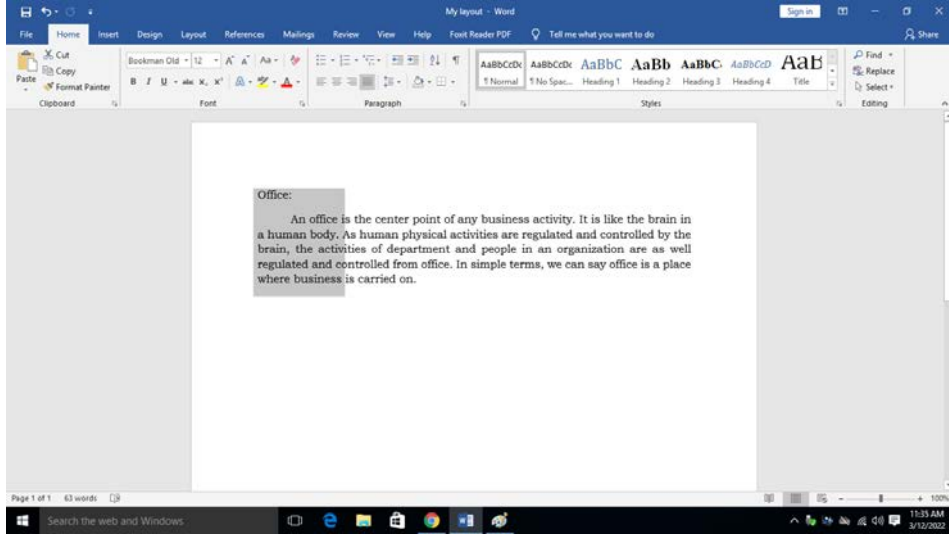 My layout - Word
Sign in
File Home Insert Design Layout References Mailings Review View Help Foxit Reader PDF Tell me what you want to do Share
Cut
Copy
Format Painter
Paste
Bookman Old 12
AaBbCcDc AaBbCcDc AaBbC AaBb AaBbC AaBbCcD AaB
¶ Normal ¶ No Spac... Heading 1 Heading 2 Heading 3 Heading 4 Title
Find
Replace
Select
Clipboard Font Paragraph Styles Editing
Office:
An office is the center point of any business activity. It is like the brain in
a human body. As human physical activities are regulated and controlled by the
brain, the activities of department and people in an organization are as well
regulated and controlled from office. In simple terms, we can say office is a place
where business is carried on.
Page 1 of 1 63 words 100%
Search the web and Windows
11:35 AM
3/12/2022